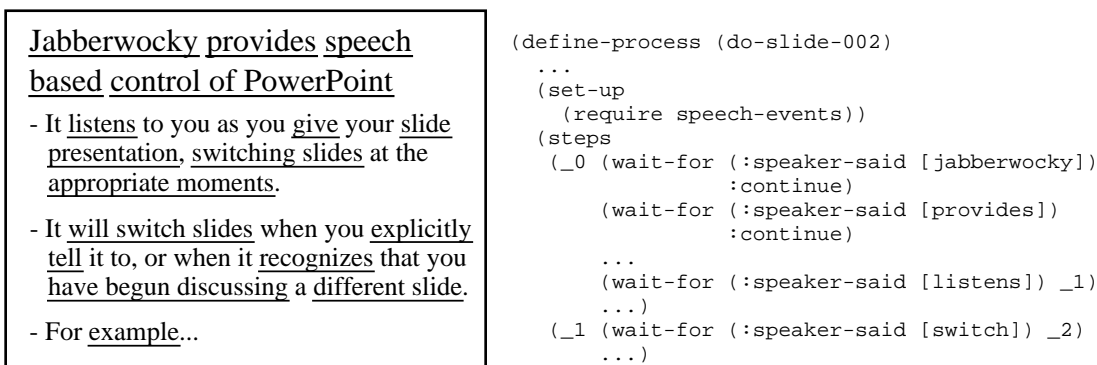 Jabberwocky provides speech
based control of PowerPoint
- It listens to you as you give your slide
presentation, switching slides at the
appropriate moments.
- It will switch slides when you explicitly
tell it to, or when it recognizes that you
have begun discussing a different slide.
- For example...
(define-process (do-slide-002)
...
(set-up
(require speech-events))
(steps
(_0 (wait-for (:speaker-said [jabberwocky])
:continue)
(wait-for (:speaker-said [provides])
:continue)
...
(wait-for (:speaker-said [listens]) _1)
...)
(_1 (wait-for (:speaker-said [switch]) _2)
...)